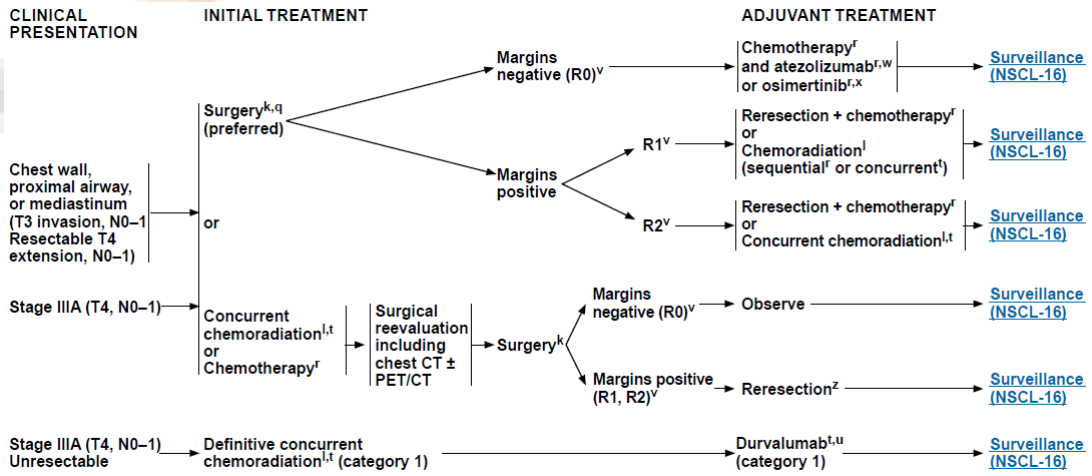 CLINICAL
PRESENTATION
INITIAL TREATMENT
ADJUVANT TREATMENT
Chest wall,
proximal airway,
or mediastinum
(T3 invasion, N0–1
Resectable T4
extension, N0–1)
Stage IIIA (T4, N0–1)
Surgeryk,q
(preferred)
or
Margins
negative (R0)v
Chemotherapyr
and atezolizumabr,w
or osimertinibr,x
Surveillance
(NSCL-16)
Margins
positive
R1v
Reresection + chemotherapyr
or
Chemoradiationl
(sequentialr or concurrentt)
Surveillance
(NSCL-16)
R2v
Reresection + chemotherapyr
or
Concurrent chemoradiationl,t
Surveillance
(NSCL-16)
Concurrent
chemoradiationl,t
or
Chemotherapyr
Surgical
reevaluation
including
chest CT ±
PET/CT
Surgeryk
Margins
negative (R0)v
Observe
Surveillance
(NSCL-16)
Margins positive
(R1, R2)v
Reresectionz
Surveillance
(NSCL-16)
Stage IIIA (T4, N0–1)
Unresectable
Definitive concurrent
chemoradiationl,t (category 1)
Durvalumabt,u
(category 1)
Surveillance
(NSCL-16)